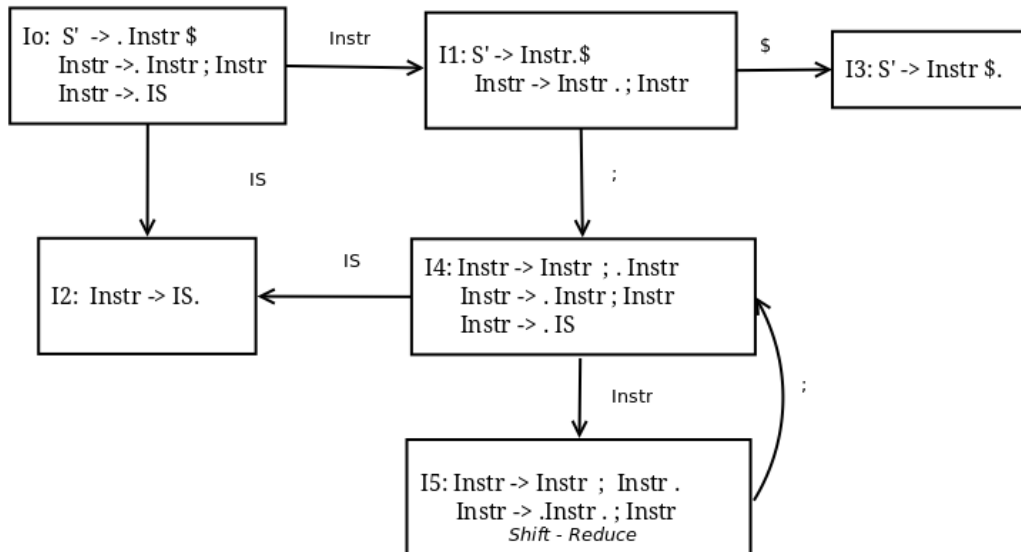 Io: S' -> . Instr $
Instr ->. Instr ; Instr
Instr ->. IS
Instr
I1: S' -> Instr.$
Instr -> Instr . ; Instr
$
I3: S' -> Instr $.
IS
;
I2: Instr -> IS.
IS
I4: Instr -> Instr ; . Instr
Instr -> . Instr ; Instr
Instr -> . IS
Instr
;
I5: Instr -> Instr ; Instr .
Instr -> .Instr . ; Instr
Shift - Reduce